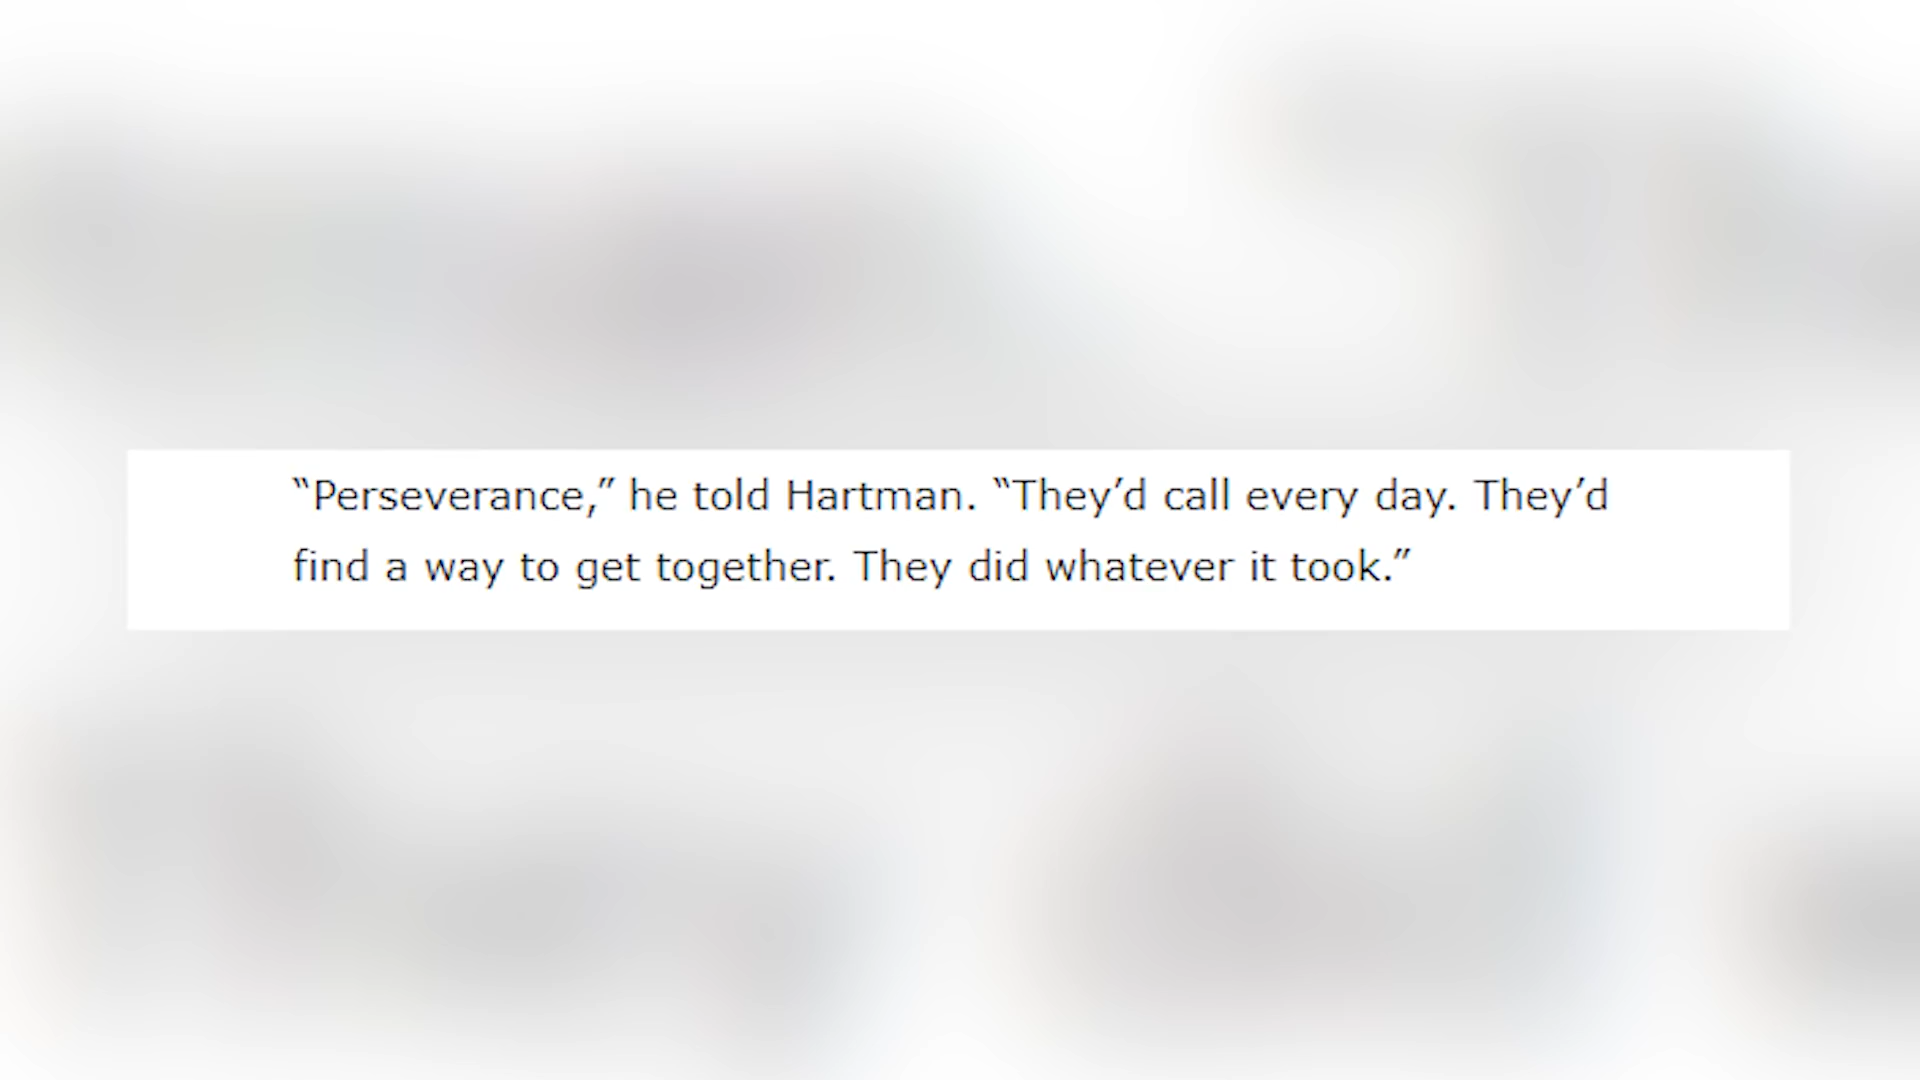 “Perseverance,” he told Hartman. “They’d call every day. They’d
find a way to get together. They did whatever it took.”